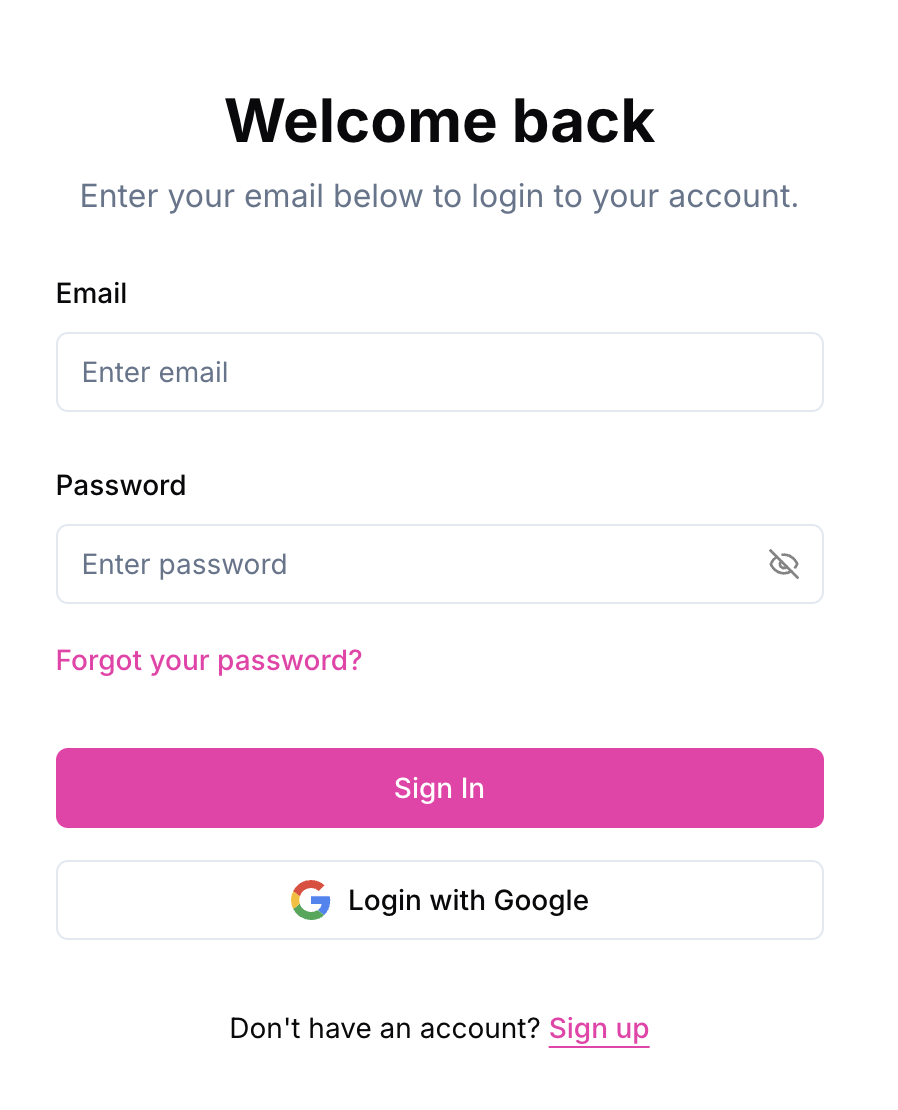 Welcome back
Enter your email below to login to your account.
Email
Enter email
Password
Enter password
Forgot your password?
Sign In
Login with Google
Don't have an account? Sign up